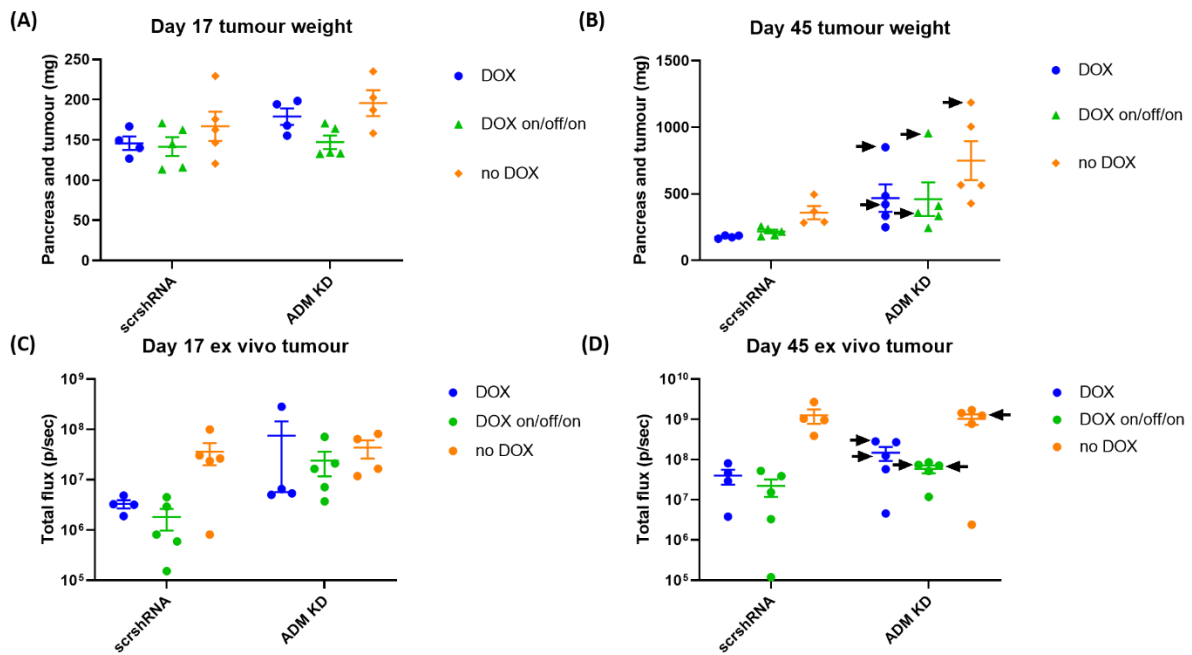 (A)
Day 17 tumour weight
Pancreas and tumour (mg)
250
200
150
100
50
0
scrshRNA
ADM KD
DOX
DOX on/off/on
no DOX
(B)
Day 45 tumour weight
Pancreas and tumour (mg)
1500
1000
500
0
scrshRNA
ADM KD
DOX
DOX on/off/on
no DOX
(C)
Day 17 ex vivo tumour
Total flux (p/sec)
10⁹
10⁸
10⁷
10⁶
10⁵
scrshRNA
ADM KD
DOX
DOX on/off/on
no DOX
(D)
Day 45 ex vivo tumour
Total flux (p/sec)
10¹⁰
10⁹
10⁸
10⁷
10⁶
10⁵
scrshRNA
ADM KD
DOX
DOX on/off/on
no DOX